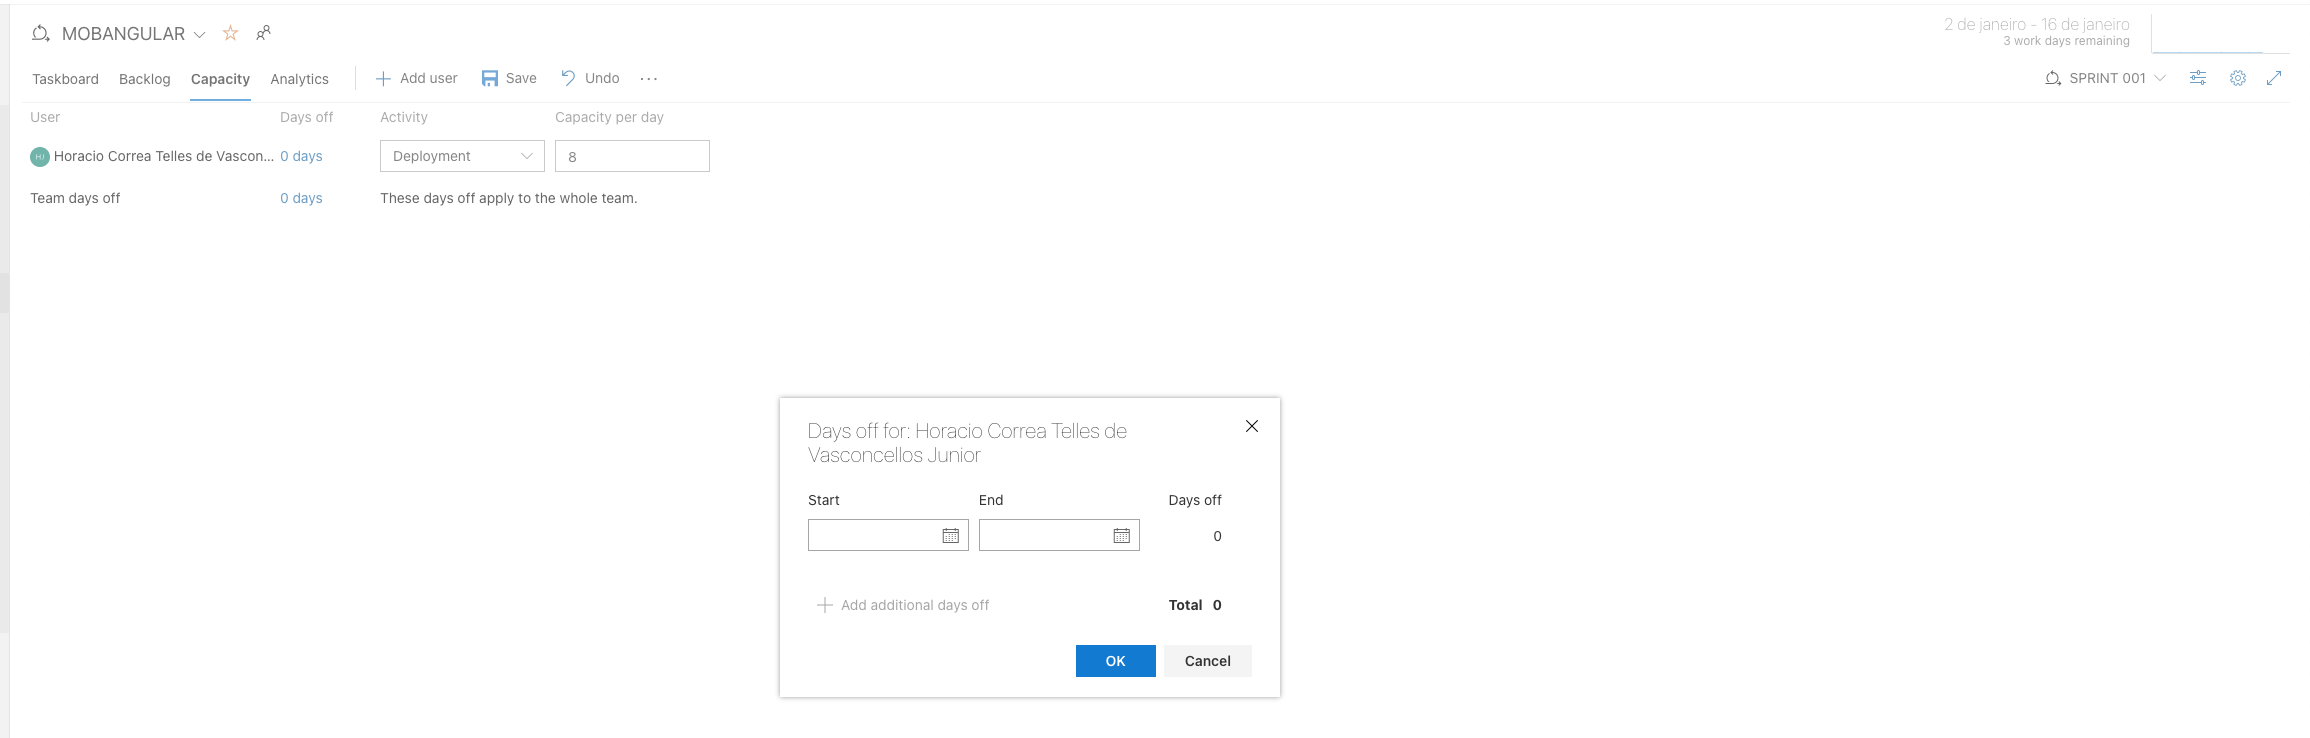 MOBANGULAR
2 de janeiro - 16 de janeiro
3 work days remaining
Taskboard Backlog Capacity Analytics Add user Save Undo ... SPRINT 001
User Days off Activity Capacity per day
HJ Horacio Correa Telles de Vascon... 0 days Deployment 8
Team days off 0 days These days off apply to the whole team.
Days off for: Horacio Correa Telles de
Vasconcellos Junior
Start End Days off
0
Add additional days off Total 0
OK Cancel